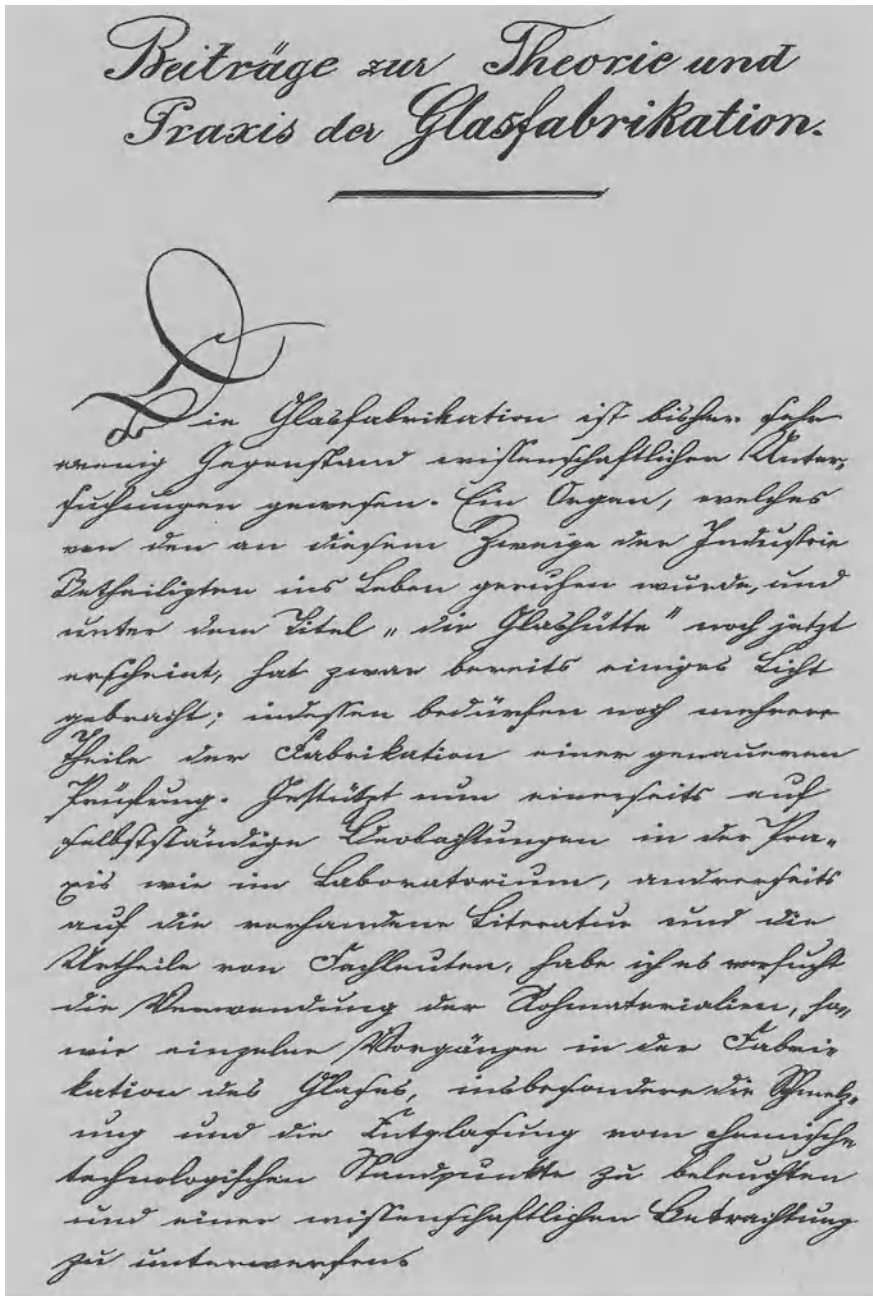 Beiträge zur Theorie und
Praxis der Glasfabrikation.
Die Glasfabrikation ist bisher sehr
wenig Gegenstand wissenschaftlicher Unter-
suchungen gewesen. Ein Organ, welches
von den an diesem Zweige der Industrie
Betheiligten ins Leben gerufen wurde, und
unter dem Titel „die Glashütte" noch jetzt
erscheint, hat zwar bereits einiges Licht
gebracht; indessen bedürfen noch mehrere
Theile der Fabrikation einer genaueren
Prüfung. Gestützt nun einerseits auf
selbstständige Beobachtungen in der Pra-
xis wie im Laboratorium, andrerseits
auf die vorhandene Literatur und die
Urtheile von Fachleuten, habe ich es versucht
die Verwendung der Rohmaterialien, so-
wie einzelne Vorgänge in der Fabri-
kation des Glases, insbesondere die Schmelz-
ung und die Entglasung vom chemisch-
technologischen Standpunkte zu beleuchten
und einer wissenschaftlichen Betrachtung
zu unterwerfen.